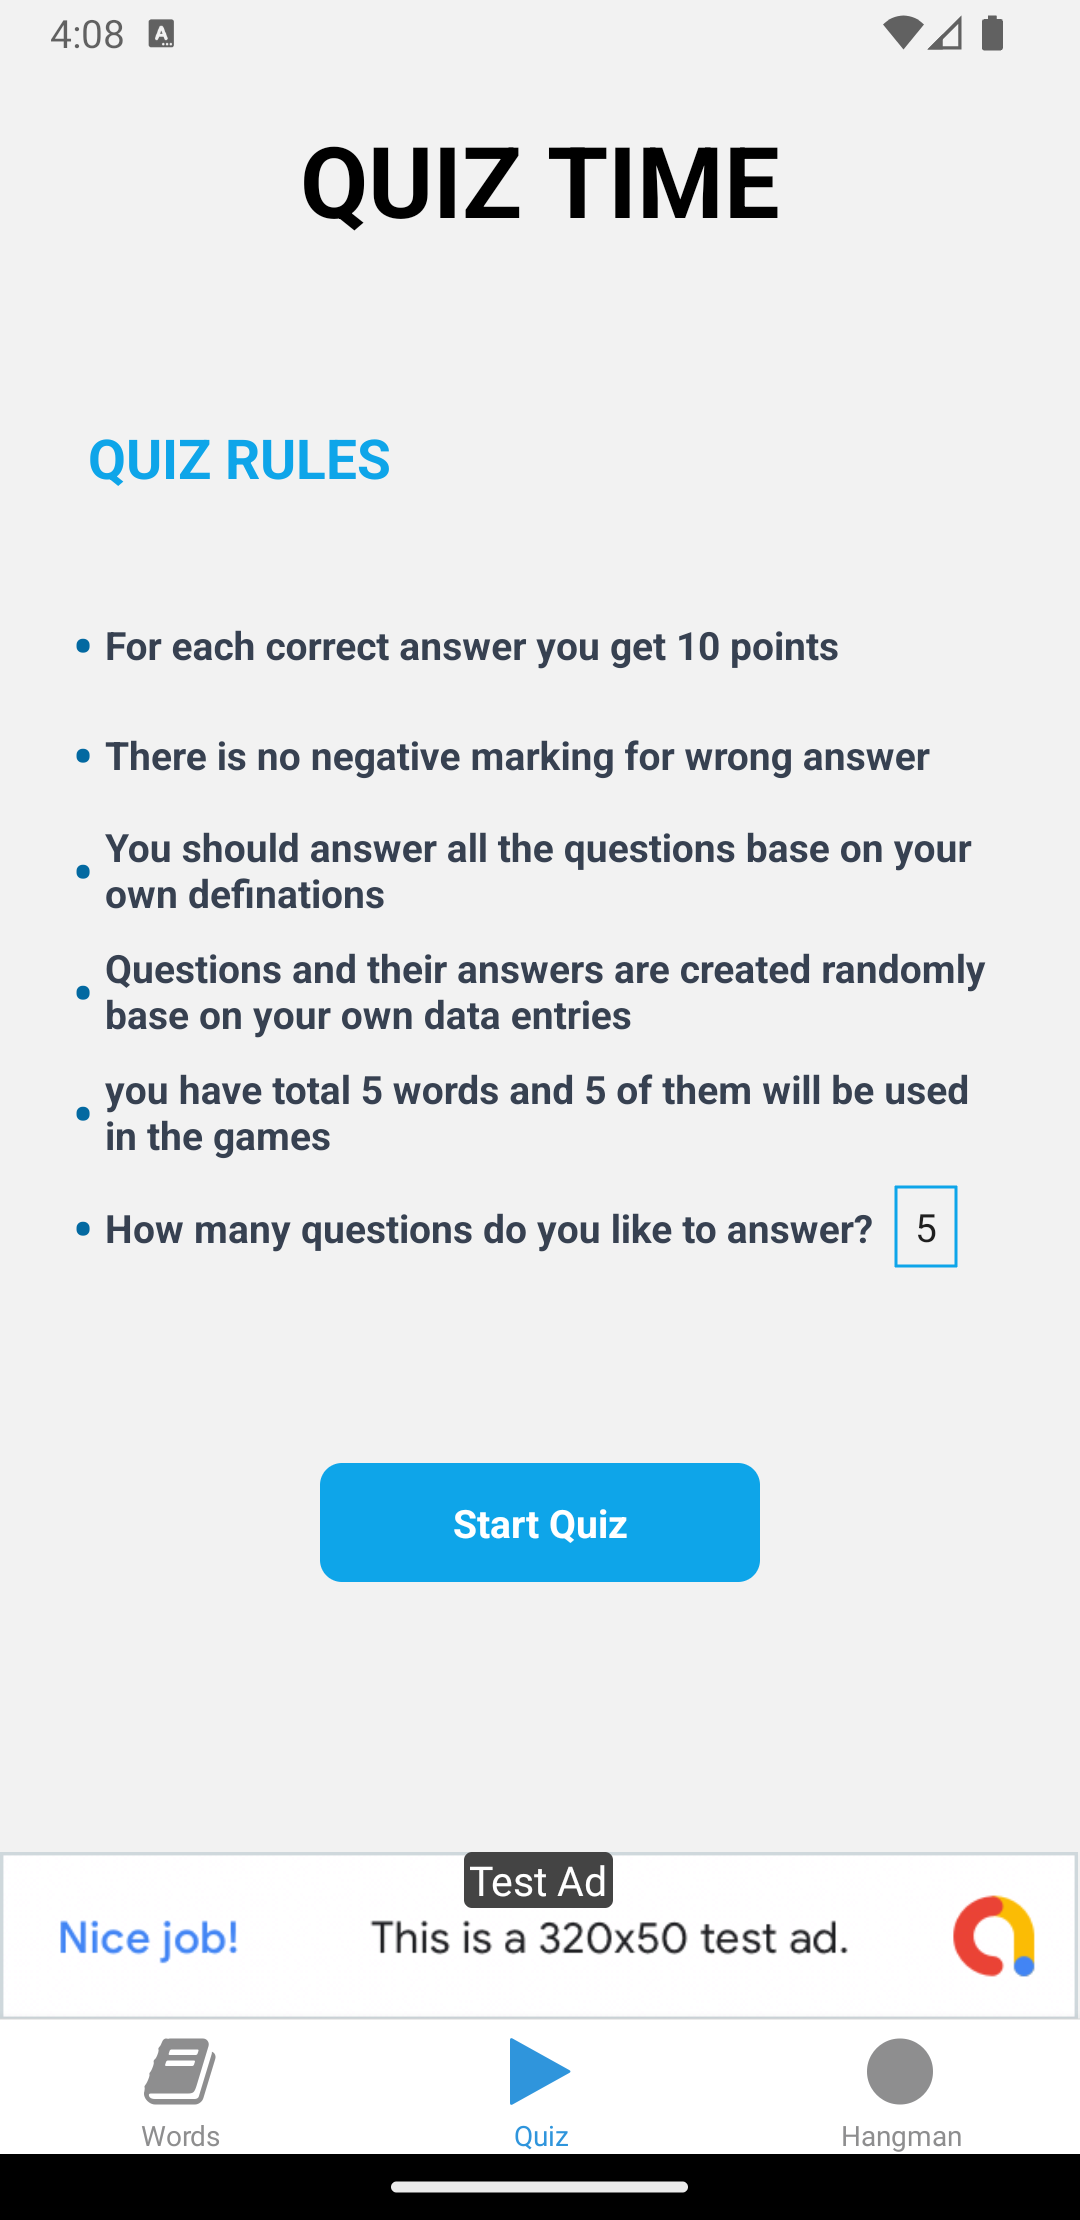 4:08
A
QUIZ TIME
QUIZ RULES
• For each correct answer you get 10 points
• There is no negative marking for wrong answer
• You should answer all the questions base on your
own definations
• Questions and their answers are created randomly
base on your own data entries
• you have total 5 words and 5 of them will be used
in the games
• How many questions do you like to answer? 5
Start Quiz
Test Ad
Nice job! This is a 320x50 test ad.
Words Quiz Hangman